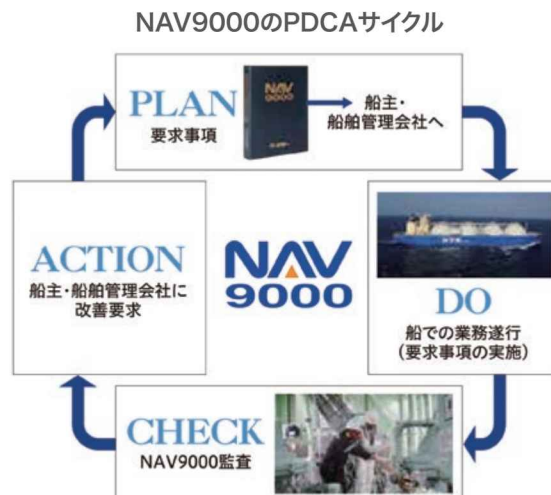 NAV9000のPDCAサイクル
PLAN
要求事項
NAV
9000
船主・
船舶管理会社へ
ACTION
船主・船舶管理会社に
改善要求
NAV
9000
DO
船での業務遂行
(要求事項の実施)
CHECK
NAV9000監査